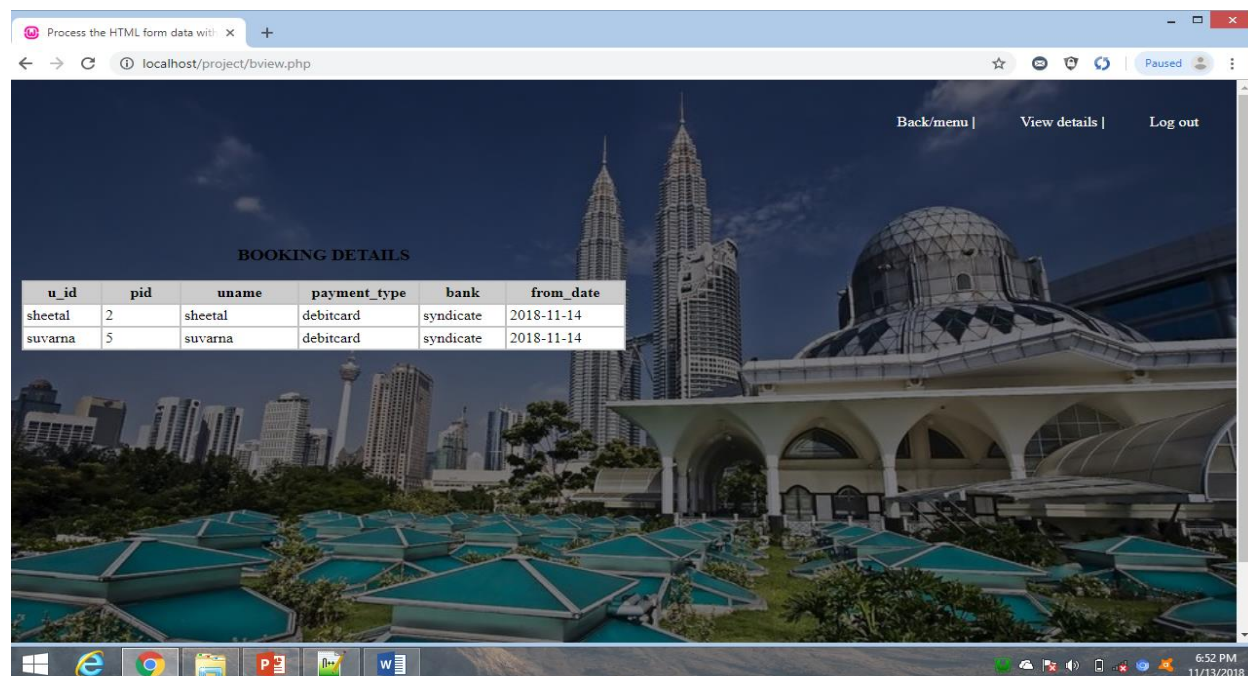 Process the HTML form data with
localhost/project/bview.php
Paused
Back/menu | View details | Log out
BOOKING DETAILS
u_id pid uname payment_type bank from_date
sheetal 2 sheetal debitcard syndicate 2018-11-14
suvarna 5 suvarna debitcard syndicate 2018-11-14
6:52 PM
11/13/2018